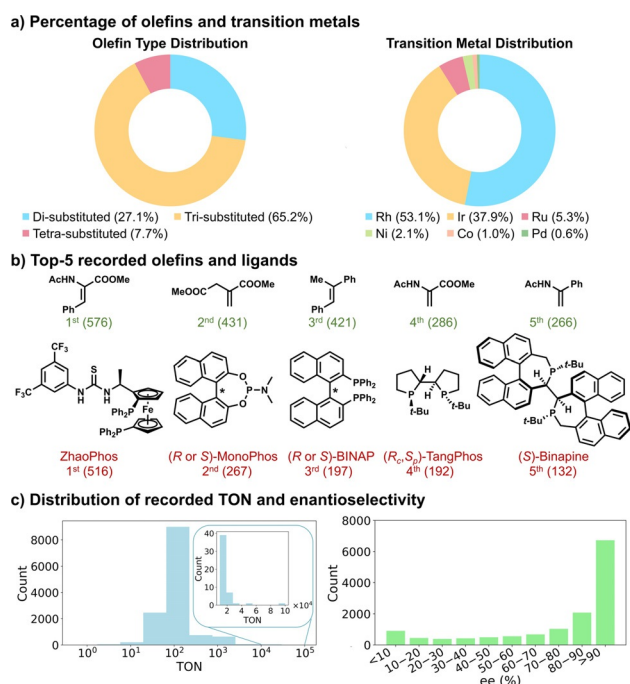 a) Percentage of olefins and transition metals
Olefin Type Distribution
Transition Metal Distribution
Di-substituted (27.1%) Tri-substituted (65.2%)
Tetra-substituted (7.7%)
Rh (53.1%) Ir (37.9%) Ru (5.3%)
Ni (2.1%) Co (1.0%) Pd (0.6%)
b) Top-5 recorded olefins and ligands
AcHN COOMe
Ph
1st (576)
MeOOC COOMe
2nd (431)
Me Ph
Ph
3rd (421)
AcHN COOMe
4th (286)
AcHN Ph
5th (266)
CF3
F3C
S
N H
N H
Ph2P
Fe
Ph2P
ZhaoPhos
1st (516)
*
O
P N
O
(R or S)-MonoPhos
2nd (267)
*
PPh2
PPh2
(R or S)-BINAP
3rd (197)
H
P P
H
t-Bu t-Bu
(Rc,Sp)-TangPhos
4th (192)
P t-Bu
H
H
t-Bu P
(S)-Binapine
5th (132)
c) Distribution of recorded TON and enantioselectivity
Count
8000
6000
4000
2000
0
10^0 10^1 10^2 10^3 10^4 10^5
TON
Count
40
30
20
10
0
2 4 6 8 10 ×10^4
TON
Count
8000
6000
4000
2000
0
<10 10−20 20−30 30−40 40−50 50−60 60−70 70−80 80−90 >90
ee (%)